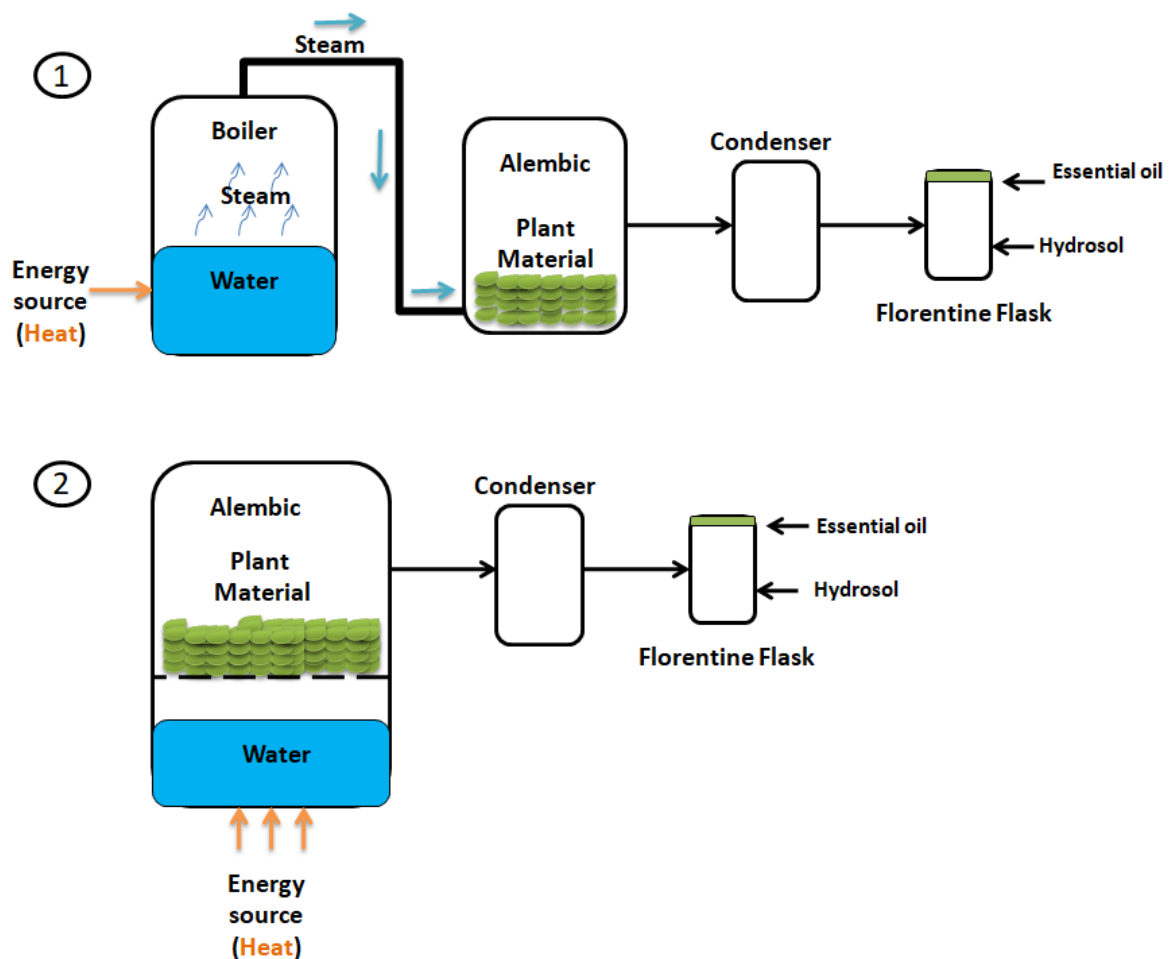 1
Steam
Boiler
Steam
Water
Energy
source
(Heat)
Alembic
Plant
Material
Condenser
Essential oil
Hydrosol
Florentine Flask
2
Alembic
Plant
Material
Water
Energy
source
(Heat)
Condenser
Essential oil
Hydrosol
Florentine Flask